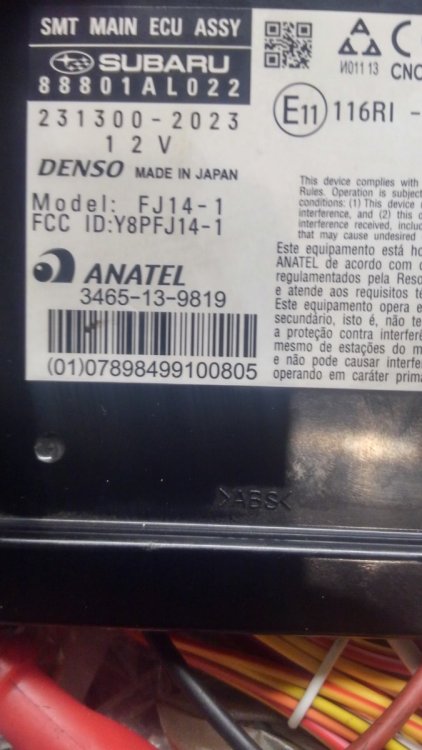 SMT MAIN ECU ASSY
SUBARU
88801AL022
231300-2023
12V
DENSO MADE IN JAPAN
Model: FJ14-1
FCC ID:Y8PFJ14-1
ANATEL
3465-13-9819
(01)07898499100805
И011 13
CNC
E11 116RI -
This device complies with
Rules. Operation is subject
conditions: (1) This device
interference, and (2) this d
interference received, includ
that may cause undesired
Este equipamento está ho
ANATEL de acordo com o
regulamentados pela Reso
e atende aos requisitos té
Este equipamento opera e
secundário, isto é, não te
a proteção contra interferê
mesmo de estações do m
e não pode causar interfe
operando em caráter prima
>ABS<